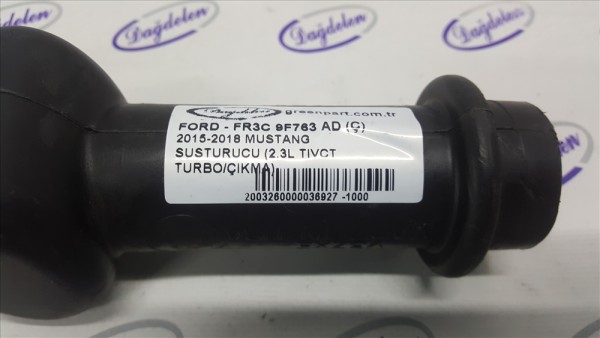 Dağdelen
Dağdelen
Dağdelen
greenpart.com.tr
FORD - FR3C 9F763 AD (Ç)
2015-2018 MUSTANG
SUSTURUCU (2.3L TIVCT
TURBO/ÇIKMA)
2003260000036927 -1000
Dağdelen